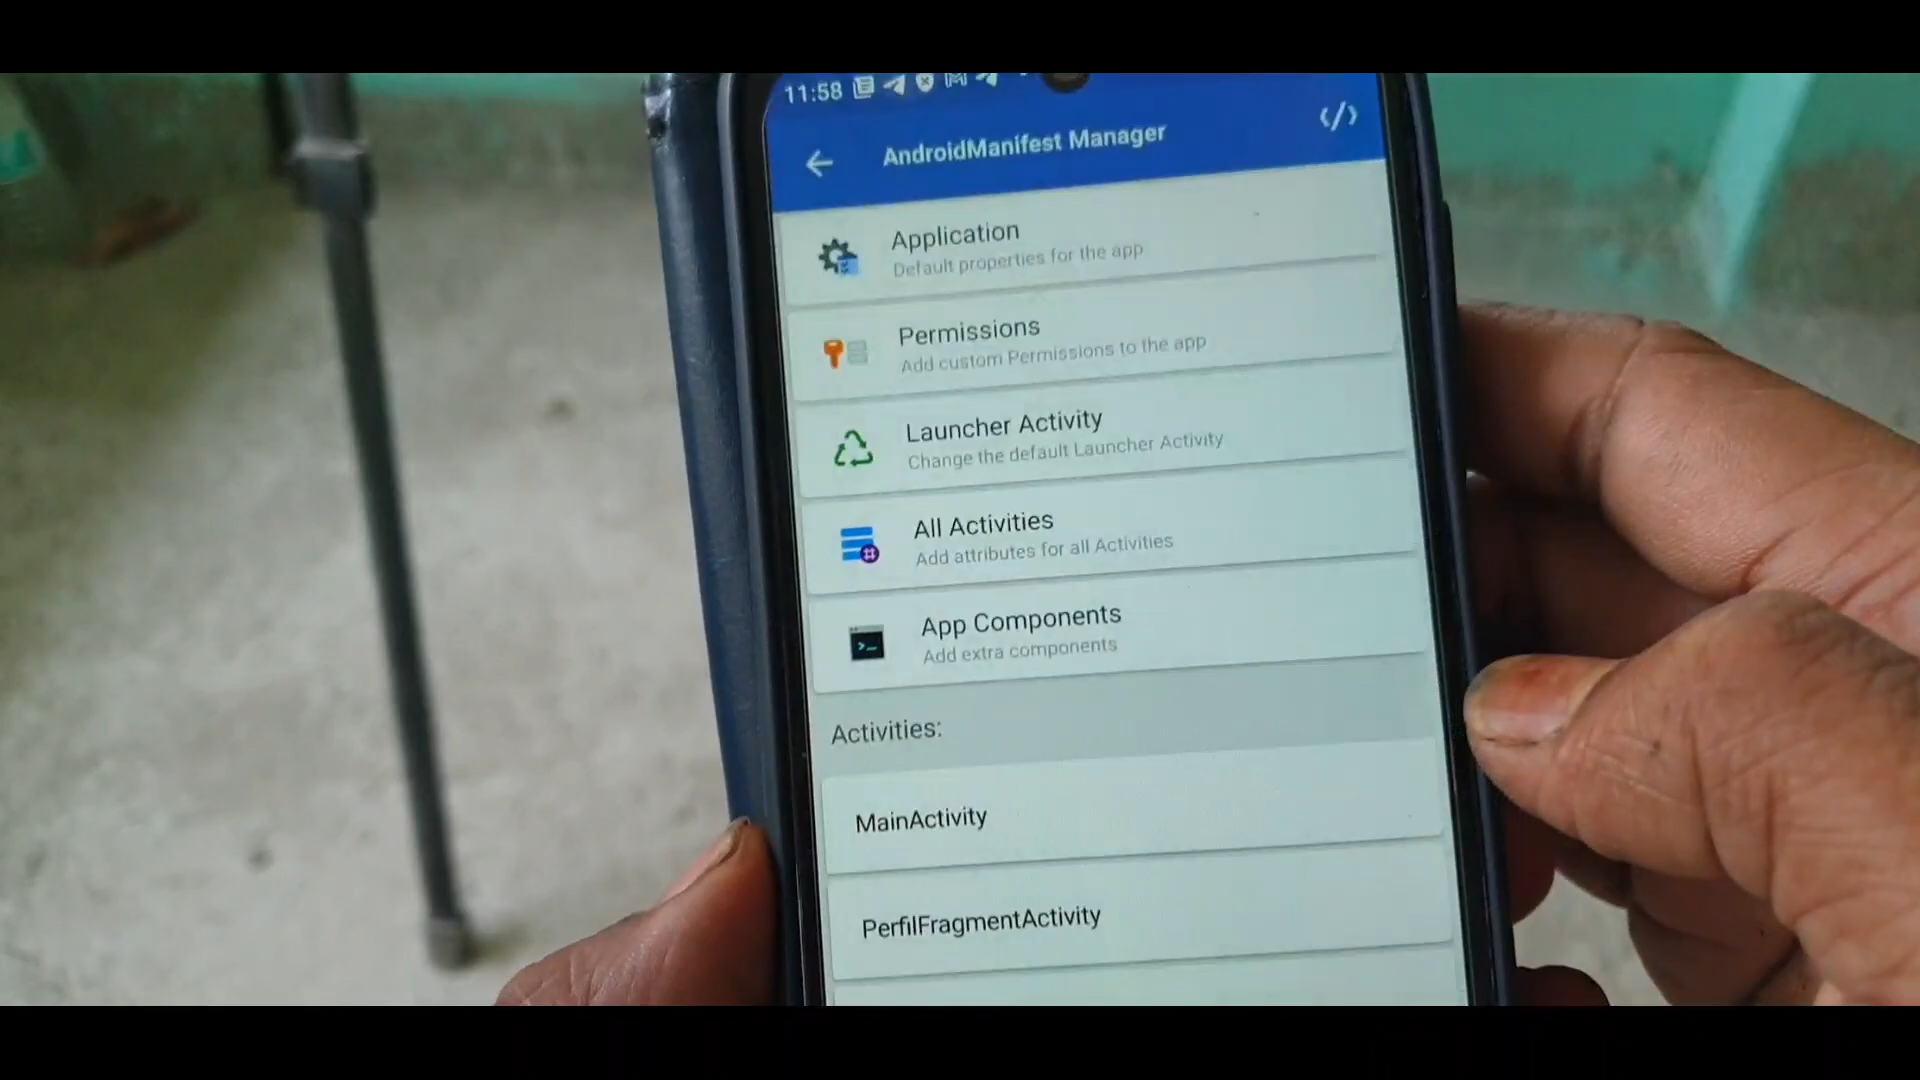 11:58
AndroidManifest Manager
Application
Default properties for the app
Permissions
Add custom Permissions to the app
Launcher Activity
Change the default Launcher Activity
All Activities
Add attributes for all Activities
App Components
Add extra components
Activities:
MainActivity
PerfilFragmentActivity